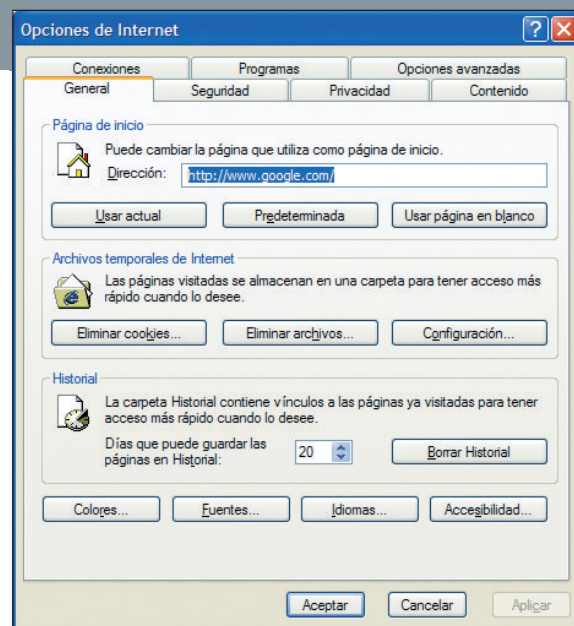 Opciones de Internet
Conexiones Programas Opciones avanzadas
General Seguridad Privacidad Contenido
Página de inicio
Puede cambiar la página que utiliza como página de inicio.
Dirección: http://www.google.com/
Usar actual Predeterminada Usar página en blanco
Archivos temporales de Internet
Las páginas visitadas se almacenan en una carpeta para tener acceso más
rápido cuando lo desee.
Eliminar cookies... Eliminar archivos... Configuración...
Historial
La carpeta Historial contiene vínculos a las páginas ya visitadas para tener
acceso más rápido cuando lo desee.
Días que puede guardar las
páginas en Historial: 20 Borrar Historial
Colores... Fuentes... Idiomas... Accesibilidad...
Aceptar Cancelar Aplicar